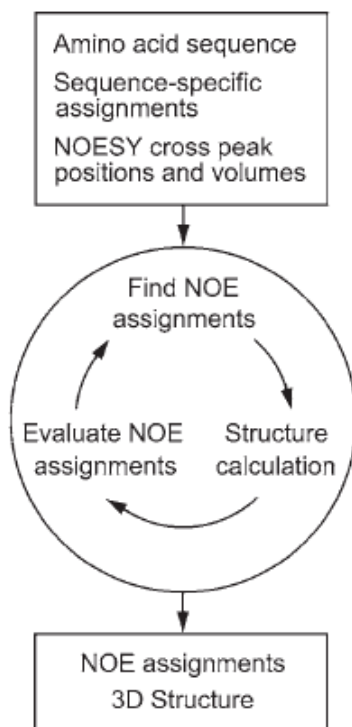 Amino acid sequence
Sequence-specific
assignments
NOESY cross peak
positions and volumes
Find NOE
assignments
Evaluate NOE
assignments
Structure
calculation
NOE assignments
3D Structure